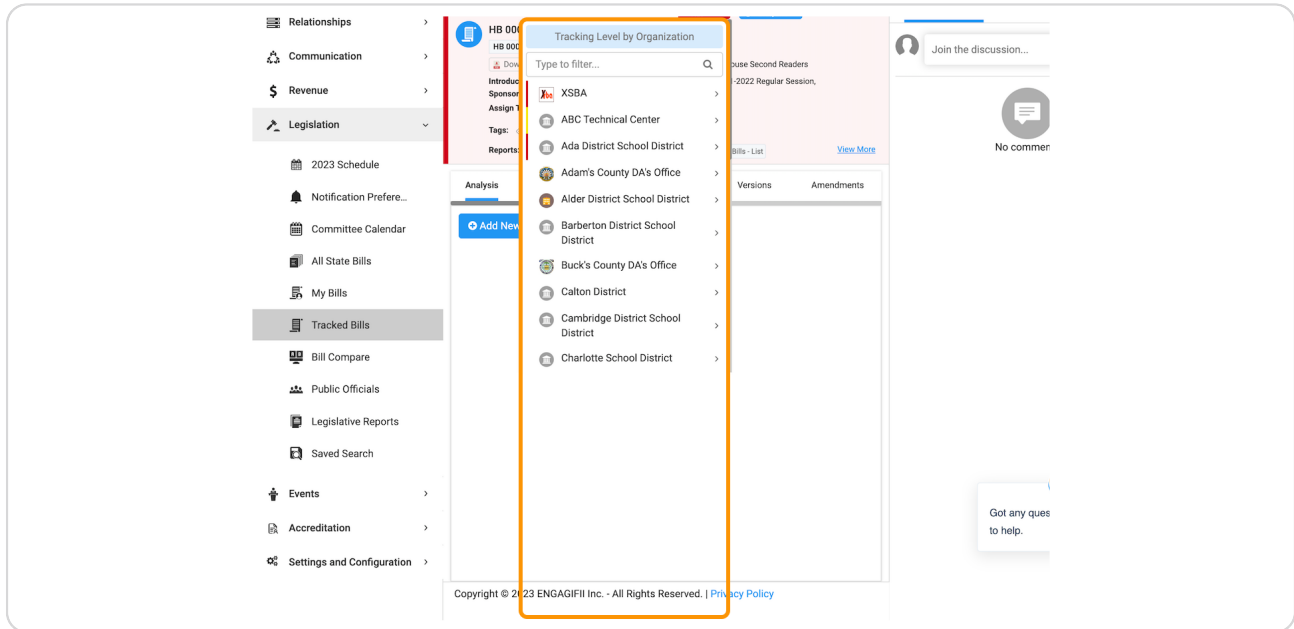 Relationships
Communication
Revenue
Legislation
2023 Schedule
Notification Prefere...
Committee Calendar
All State Bills
My Bills
Tracked Bills
Bill Compare
Public Officials
Legislative Reports
Saved Search
Events
Accreditation
Settings and Configuration
HB 000
HB 000
Dow
Introduc
Sponsor
Assign T
Tags:
Reports:
Tracking Level by Organization
Type to filter...
XSBA
ABC Technical Center
Ada District School District
Adam's County DA's Office
Alder District School District
Barberton District School
District
Buck's County DA's Office
Calton District
Cambridge District School
District
Charlotte School District
ouse Second Readers
-2022 Regular Session,
Bills - List
View More
Analysis
Versions
Amendments
Add New
Join the discussion...
No commen
Got any ques
to help.
Copyright © 2023 ENGAGIFII Inc. - All Rights Reserved. | Privacy Policy